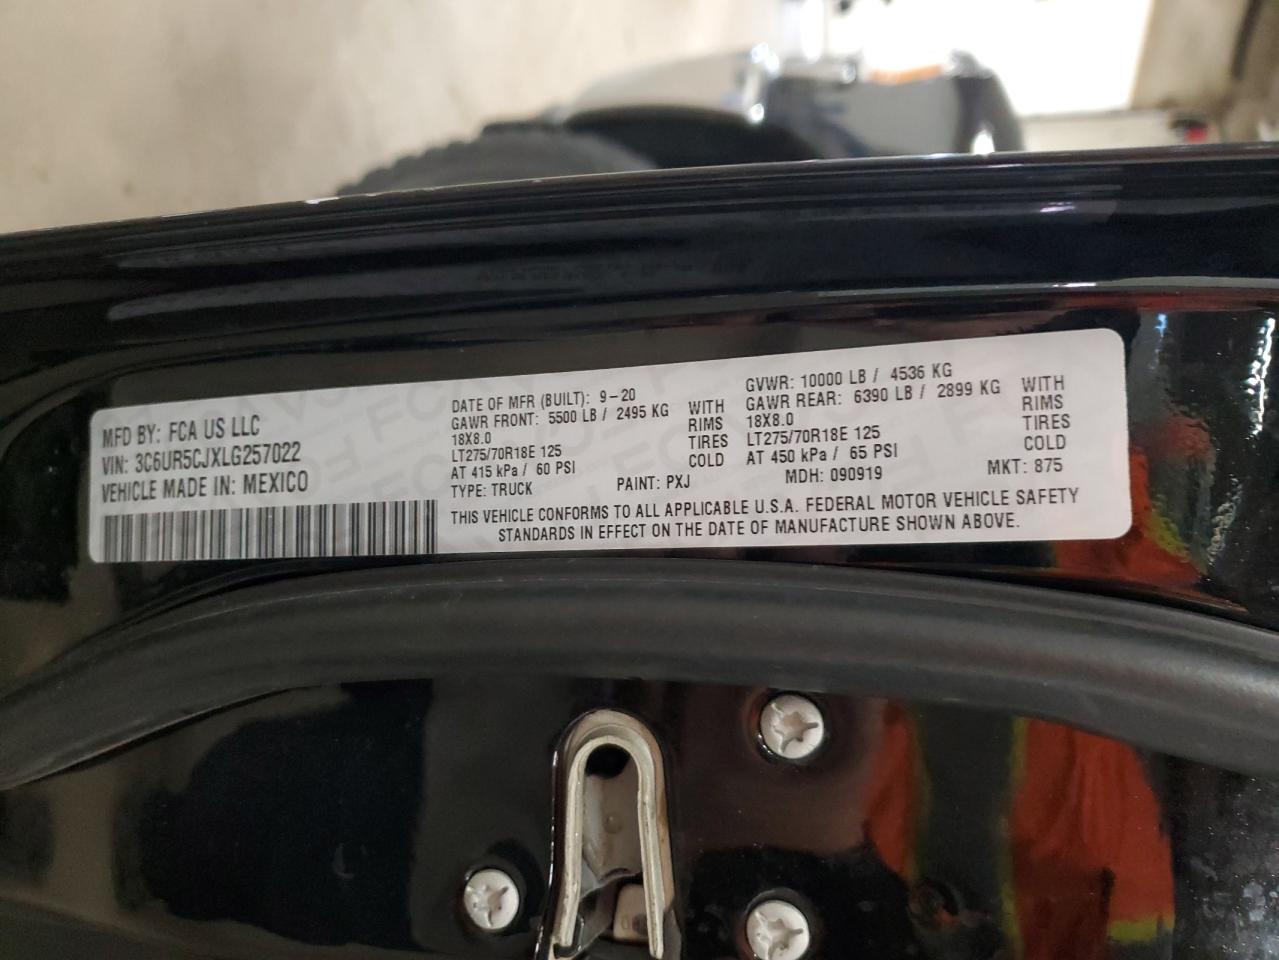 MFD BY: FCA US LLC
VIN: 3C6UR5CJXLG257022
VEHICLE MADE IN: MEXICO
DATE OF MFR (BUILT): 9-20
GAWR FRONT: 5500 LB / 2495 KG WITH
18X8.0 RIMS
LT275/70R18E 125 TIRES
AT 415 kPa / 60 PSI COLD
GVWR: 10000 LB / 4536 KG
GAWR REAR: 6390 LB / 2899 KG WITH
18X8.0 RIMS
LT275/70R18E 125 TIRES
AT 450 kPa / 65 PSI COLD
TYPE: TRUCK PAINT: PXJ MDH: 090919 MKT: 875
THIS VEHICLE CONFORMS TO ALL APPLICABLE U.S.A. FEDERAL MOTOR VEHICLE SAFETY
STANDARDS IN EFFECT ON THE DATE OF MANUFACTURE SHOWN ABOVE.